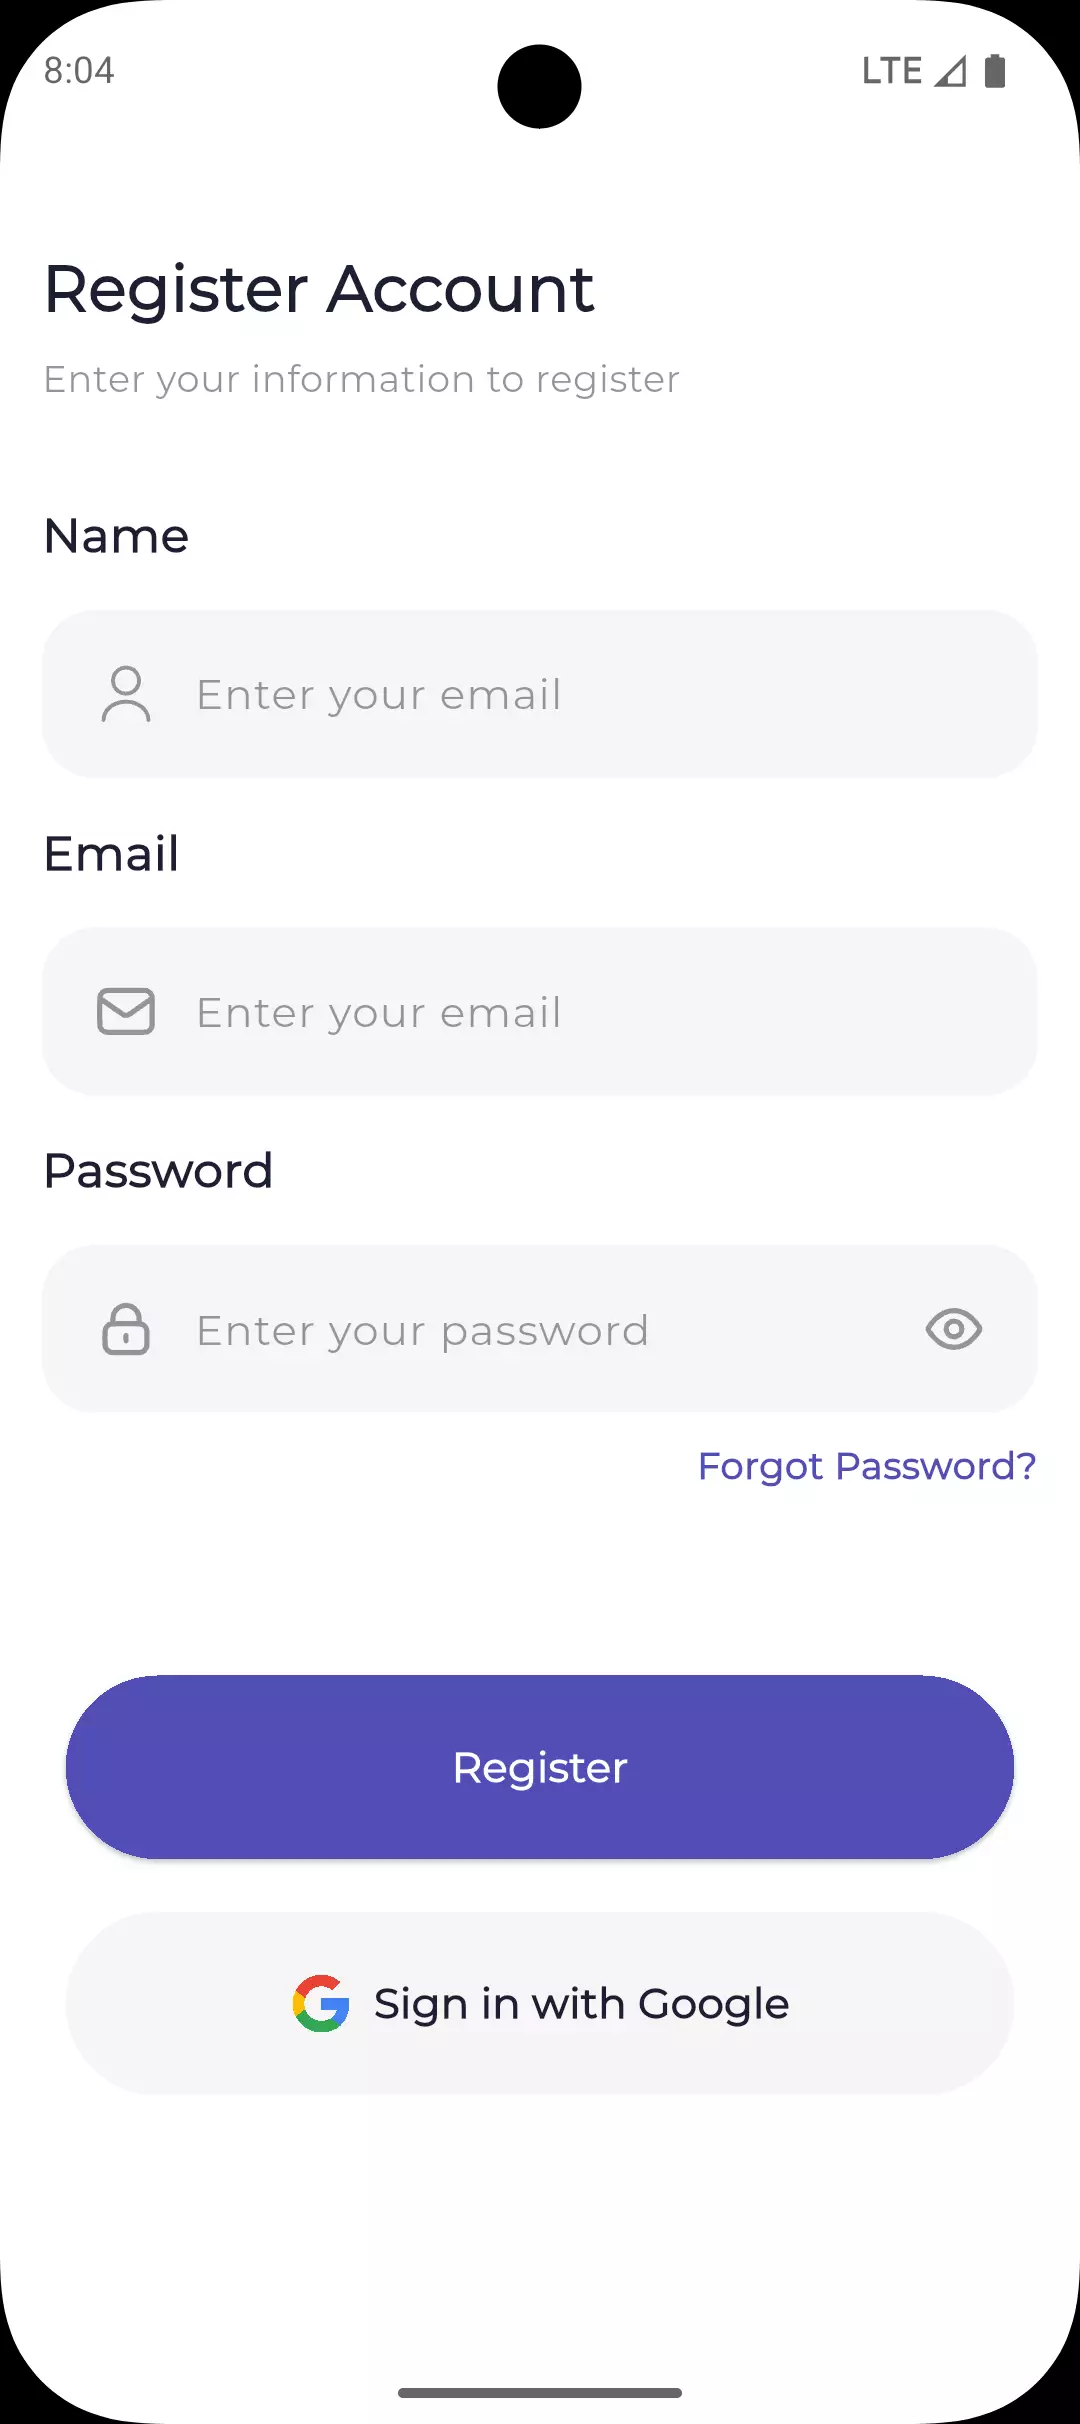 8:04 LTE
Register Account
Enter your information to register
Name
Enter your email
Email
Enter your email
Password
Enter your password
Forgot Password?
Register
Sign in with Google